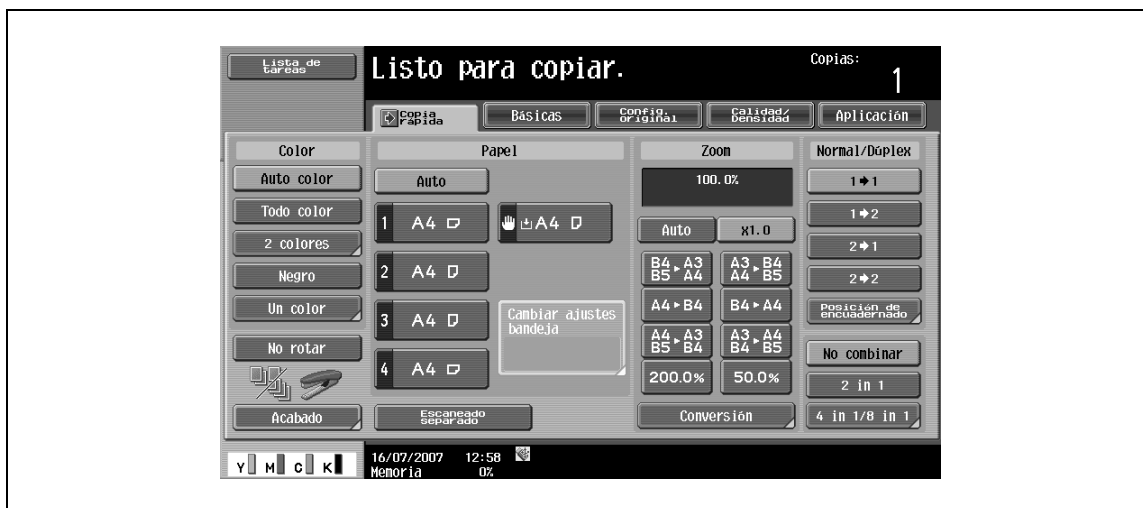 Lista de
tareas
Listo para copiar.
Copias:
1
Copia
rápida
Básicas
Config.
original
Calidad/
Densidad
Aplicación
Color
Papel
Zoom
Normal/Dúplex
Auto color
Auto
100.0%
1→1
Todo color
1 A4
A4
1→2
Auto
x1.0
2 colores
2→1
B4▸A3
B5▸A4
A3▸B4
A4▸B5
Negro
2 A4
2→2
Un color
A4▸B4
B4▸A4
Posición de
encuadernado
3 A4
Cambiar ajustes
bandeja
A4▸A3
B5▸B4
A3▸A4
B4▸B5
No rotar
No combinar
4 A4
200.0%
50.0%
2 in 1
Acabado
Escaneado
separado
Conversión
4 in 1/8 in 1
Y M C K
16/07/2007 12:58
Memoria 0%